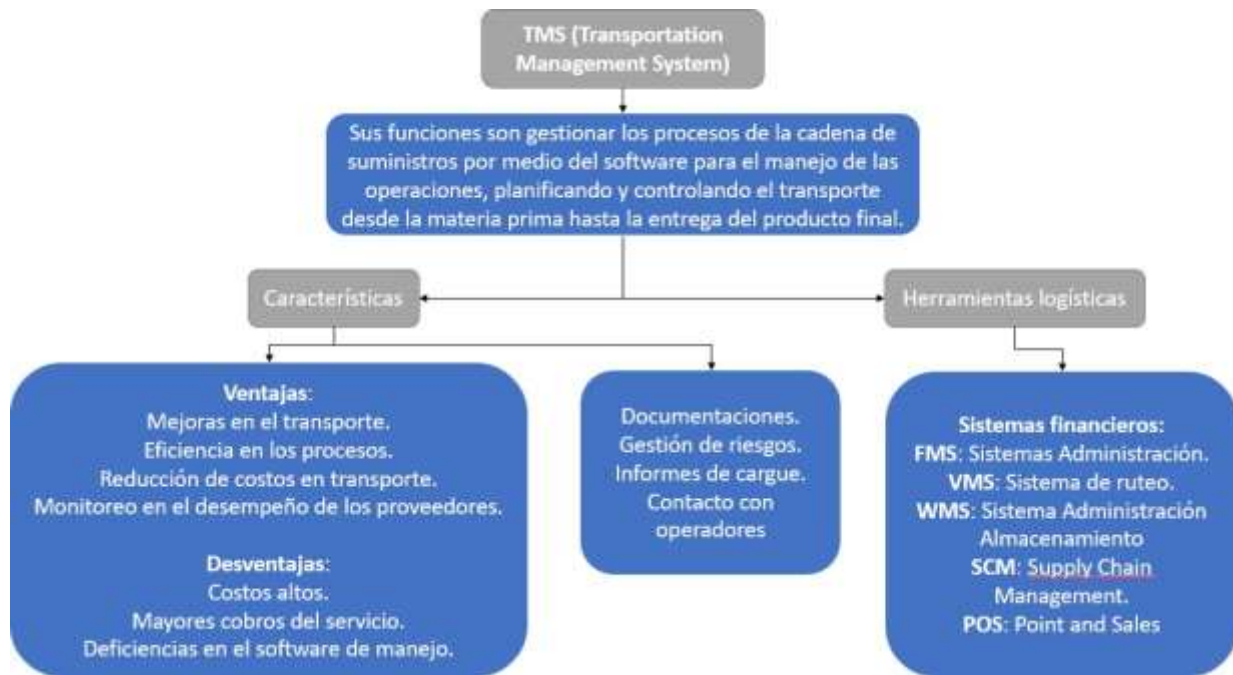 TMS (Transportation
Management System)
Sus funciones son gestionar los procesos de la cadena de
suministros por medio del software para el manejo de las
operaciones, planificando y controlando el transporte
desde la materia prima hasta la entrega del producto final.
Característícas
Herramientas logísticas
Ventajas:
Mejoras en el transporte.
Eficiencia en los procesos.
Reducción de costos en transporte.
Monitoreo en el desempeño de los proveedores.
Desventajas:
Costos altos.
Mayores cobros del servicio.
Deficiencias en el software de manejo.
Documentaciones.
Gestión de riesgos.
Informes de cargue.
Contacto con
operadores
Sistemas financieros:
FMS: Sistemas Administración.
VMS: Sistema de ruteo.
WMS: Sistema Administración
Almacenamiento
SCM: Supply Chain
Management.
POS: Point and Sales